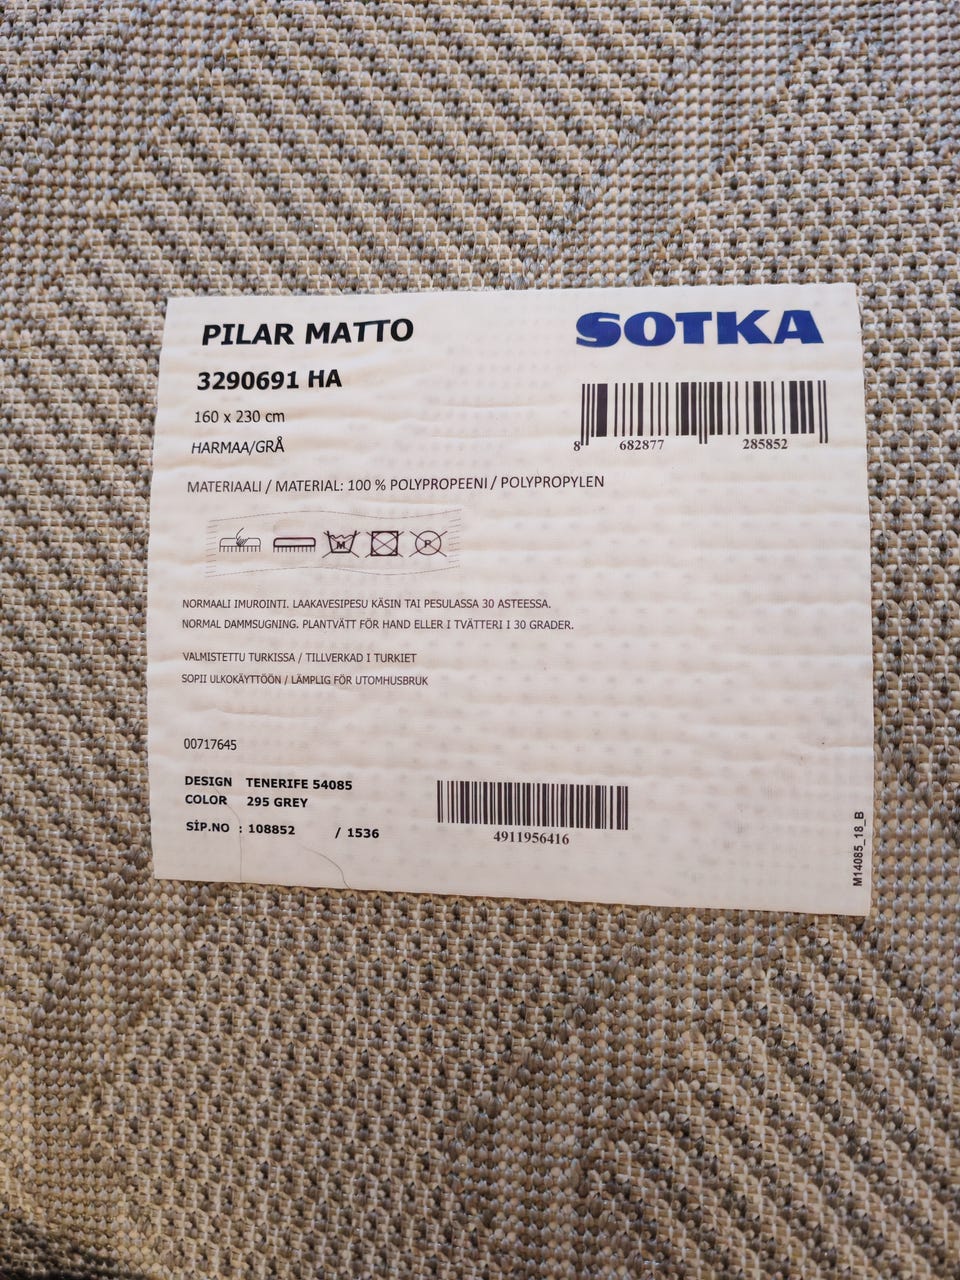 PILAR MATTO
SOTKA
3290691 HA
160 x 230 cm
HARMAA/GRÅ
8 682877 285852
MATERIAALI / MATERIAL: 100 % POLYPROPEENI / POLYPROPYLEN
M P
NORMAALI IMUROINTI. LAAKAVESIPESU KÄSIN TAI PESULASSA 30 ASTEESSA.
NORMAL DAMMSUGNING. PLANTVÄTT FÖR HAND ELLER I TVÄTTERI I 30 GRADER.
VALMISTETTU TURKISSA / TILLVERKAD I TURKIET
SOPII ULKOKÄYTTÖÖN / LÄMPLIG FÖR UTOMHUSBRUK
00717645
DESIGN TENERIFE 54085
COLOR 295 GREY
SİP.NO : 108852 / 1536
4911956416
M14085_18_B